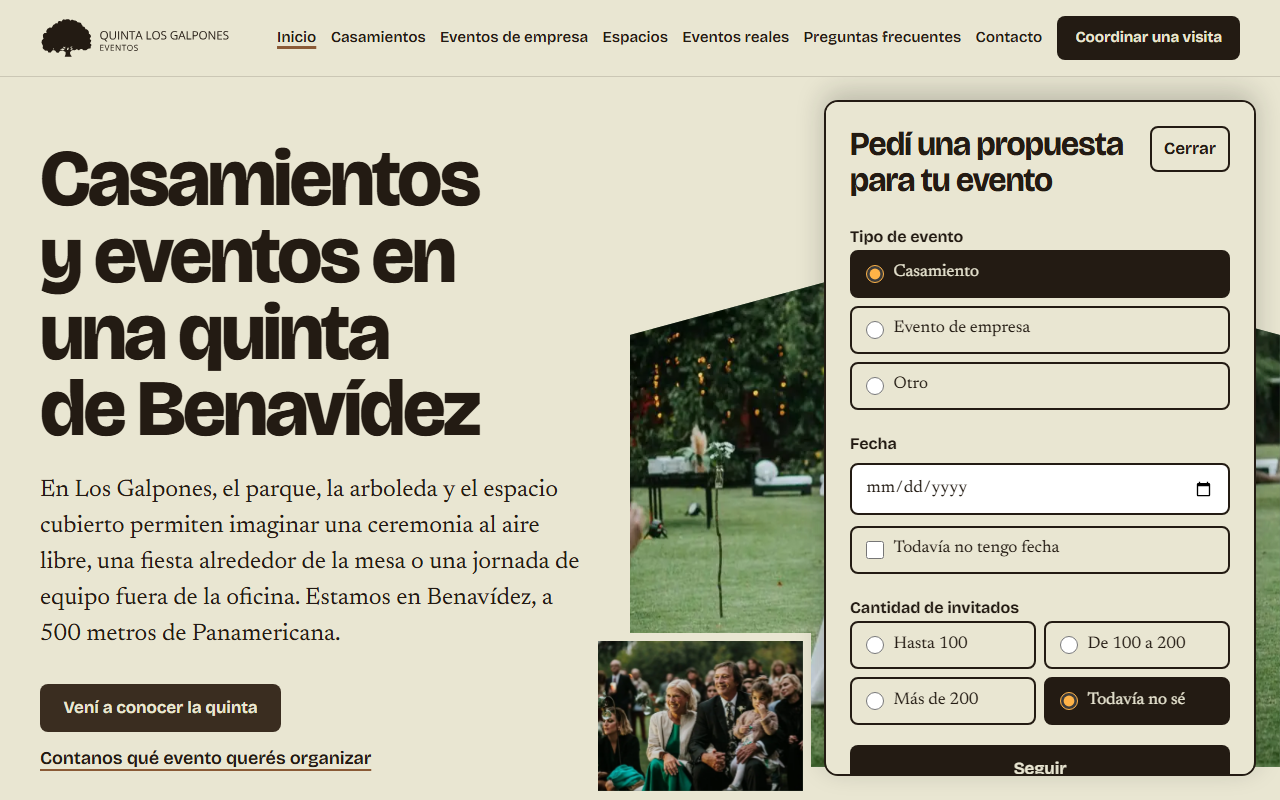 QUINTA LOS GALPONES
EVENTOS
Inicio
Casamientos
Eventos de empresa
Espacios
Eventos reales
Preguntas frecuentes
Contacto
Coordinar una visita
Casamientos
y eventos en
una quinta
de Benavídez
En Los Galpones, el parque, la arboleda y el espacio
cubierto permiten imaginar una ceremonia al aire
libre, una fiesta alrededor de la mesa o una jornada de
equipo fuera de la oficina. Estamos en Benavídez, a
500 metros de Panamericana.
Vení a conocer la quinta
Contanos qué evento querés organizar
Pedí una propuesta
para tu evento
Cerrar
Tipo de evento
Casamiento
Evento de empresa
Otro
Fecha
mm/dd/yyyy
Todavía no tengo fecha
Cantidad de invitados
Hasta 100
De 100 a 200
Más de 200
Todavía no sé
Seguir